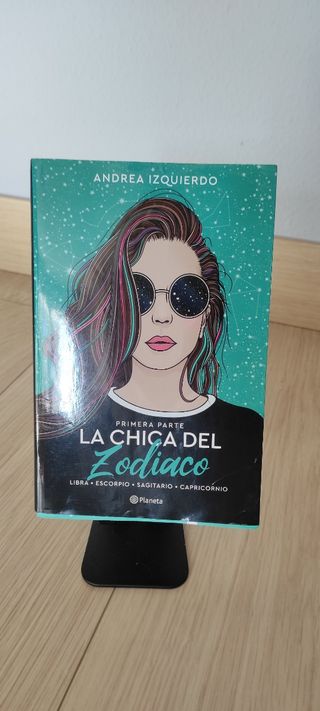 ANDREA IZQUIERDO
PRIMERA PARTE
LA CHICA DEL
Zodiaco
LIBRA • ESCORPIO • SAGITARIO • CAPRICORNIO
Planeta